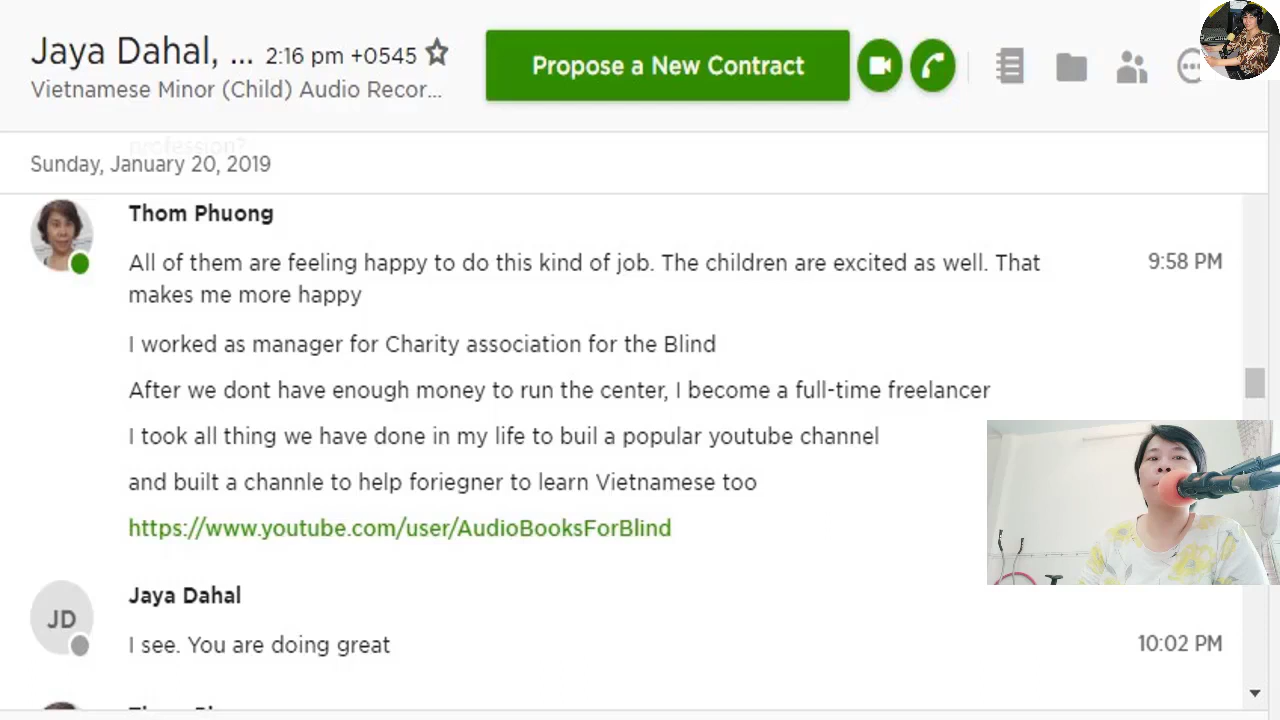 Jaya Dahal, ... 2:16 pm +0545
Vietnamese Minor (Child) Audio Recor...
Propose a New Contract
profession?
Sunday, January 20, 2019
Thom Phuong
All of them are feeling happy to do this kind of job. The children are excited as well. That
makes me more happy
9:58 PM
I worked as manager for Charity association for the Blind
After we dont have enough money to run the center, I become a full-time freelancer
I took all thing we have done in my life to buil a popular youtube channel
and built a channle to help foriegner to learn Vietnamese too
https://www.youtube.com/user/AudioBooksForBlind
JD
Jaya Dahal
I see. You are doing great
10:02 PM